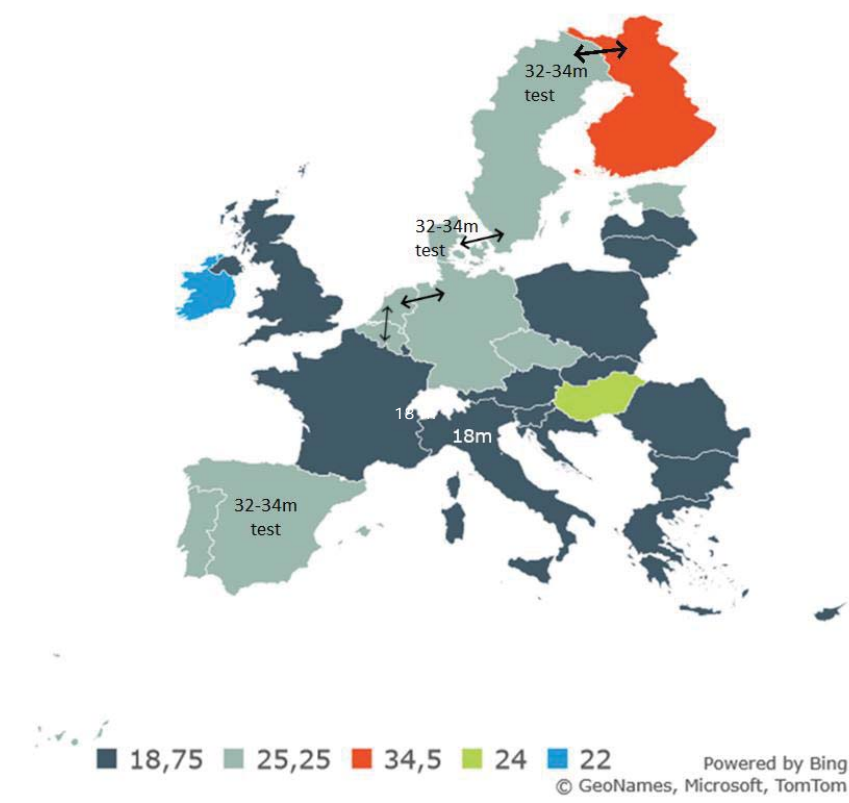 32-34m
test
32-34m
test
18
18m
32-34m
test
18,75 25,25 34,5 24 22
Powered by Bing
© GeoNames, Microsoft, TomTom